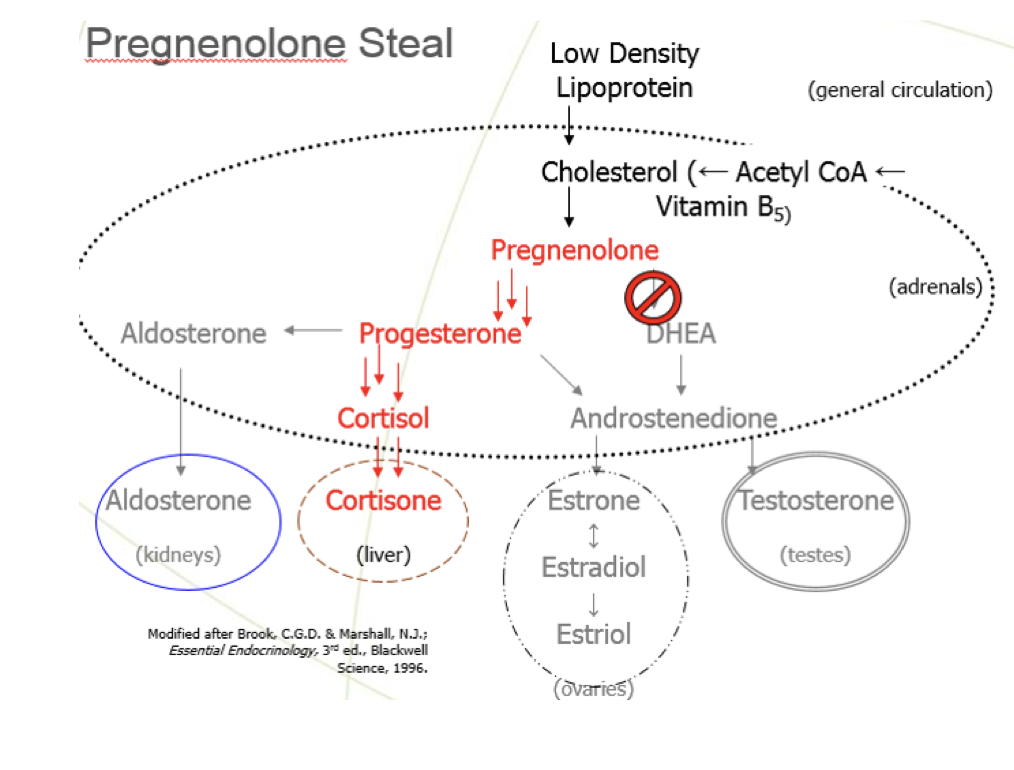 Pregnenolone Steal
Low Density
Lipoprotein
(general circulation)
Cholesterol (← Acetyl CoA ←
Vitamin B5)
Pregnenolone
(adrenals)
Aldosterone
Progesterone
DHEA
Cortisol
Androstenedione
Aldosterone
(kidneys)
Cortisone
(liver)
Estrone
Estradiol
Estriol
(ovaries)
Testosterone
(testes)
Modified after Brook, C.G.D. & Marshall, N.J.;
Essential Endocrinology, 3rd ed., Blackwell
Science, 1996.